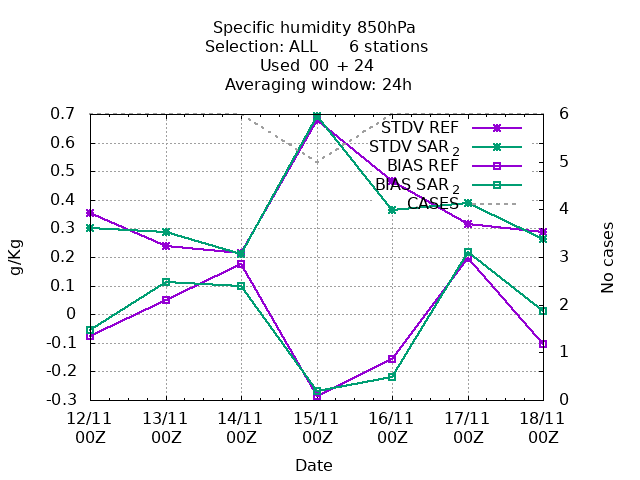 Specific humidity 850hPa
Selection: ALL 6 stations
Used 00 + 24
Averaging window: 24h
0.7
0.6
0.5
0.4
0.3
0.2
0.1
0
-0.1
-0.2
-0.3
g/Kg
STDV REF
STDV SAR2
BIAS REF
BIAS SAR2
CASES
6
5
4
3
2
1
0
No cases
12/11 13/11 14/11 15/11 16/11 17/11 18/11
00Z 00Z 00Z 00Z 00Z 00Z 00Z
Date